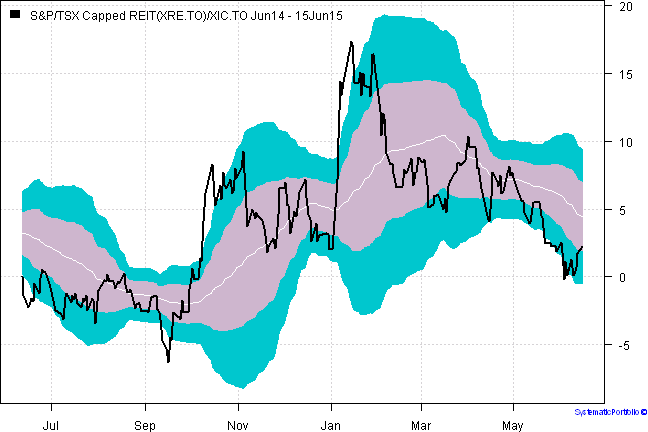 S&P/TSX Capped REIT(XRE.TO)/XIC.TO Jun14 - 15Jun15
20
15
10
5
0
-5
Jul Sep Nov Jan Mar May
SystematicPortfolio ©